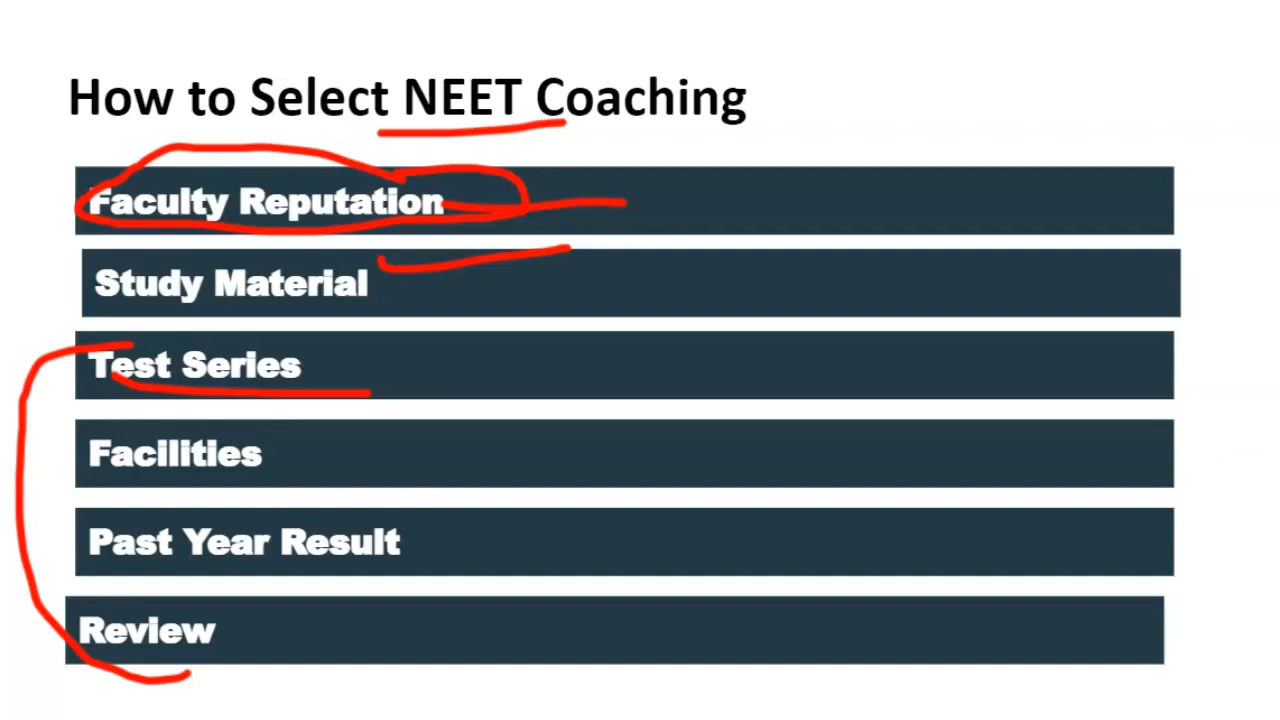 How to Select NEET Coaching
Faculty Reputation
Study Material
Test Series
Facilities
Past Year Result
Review